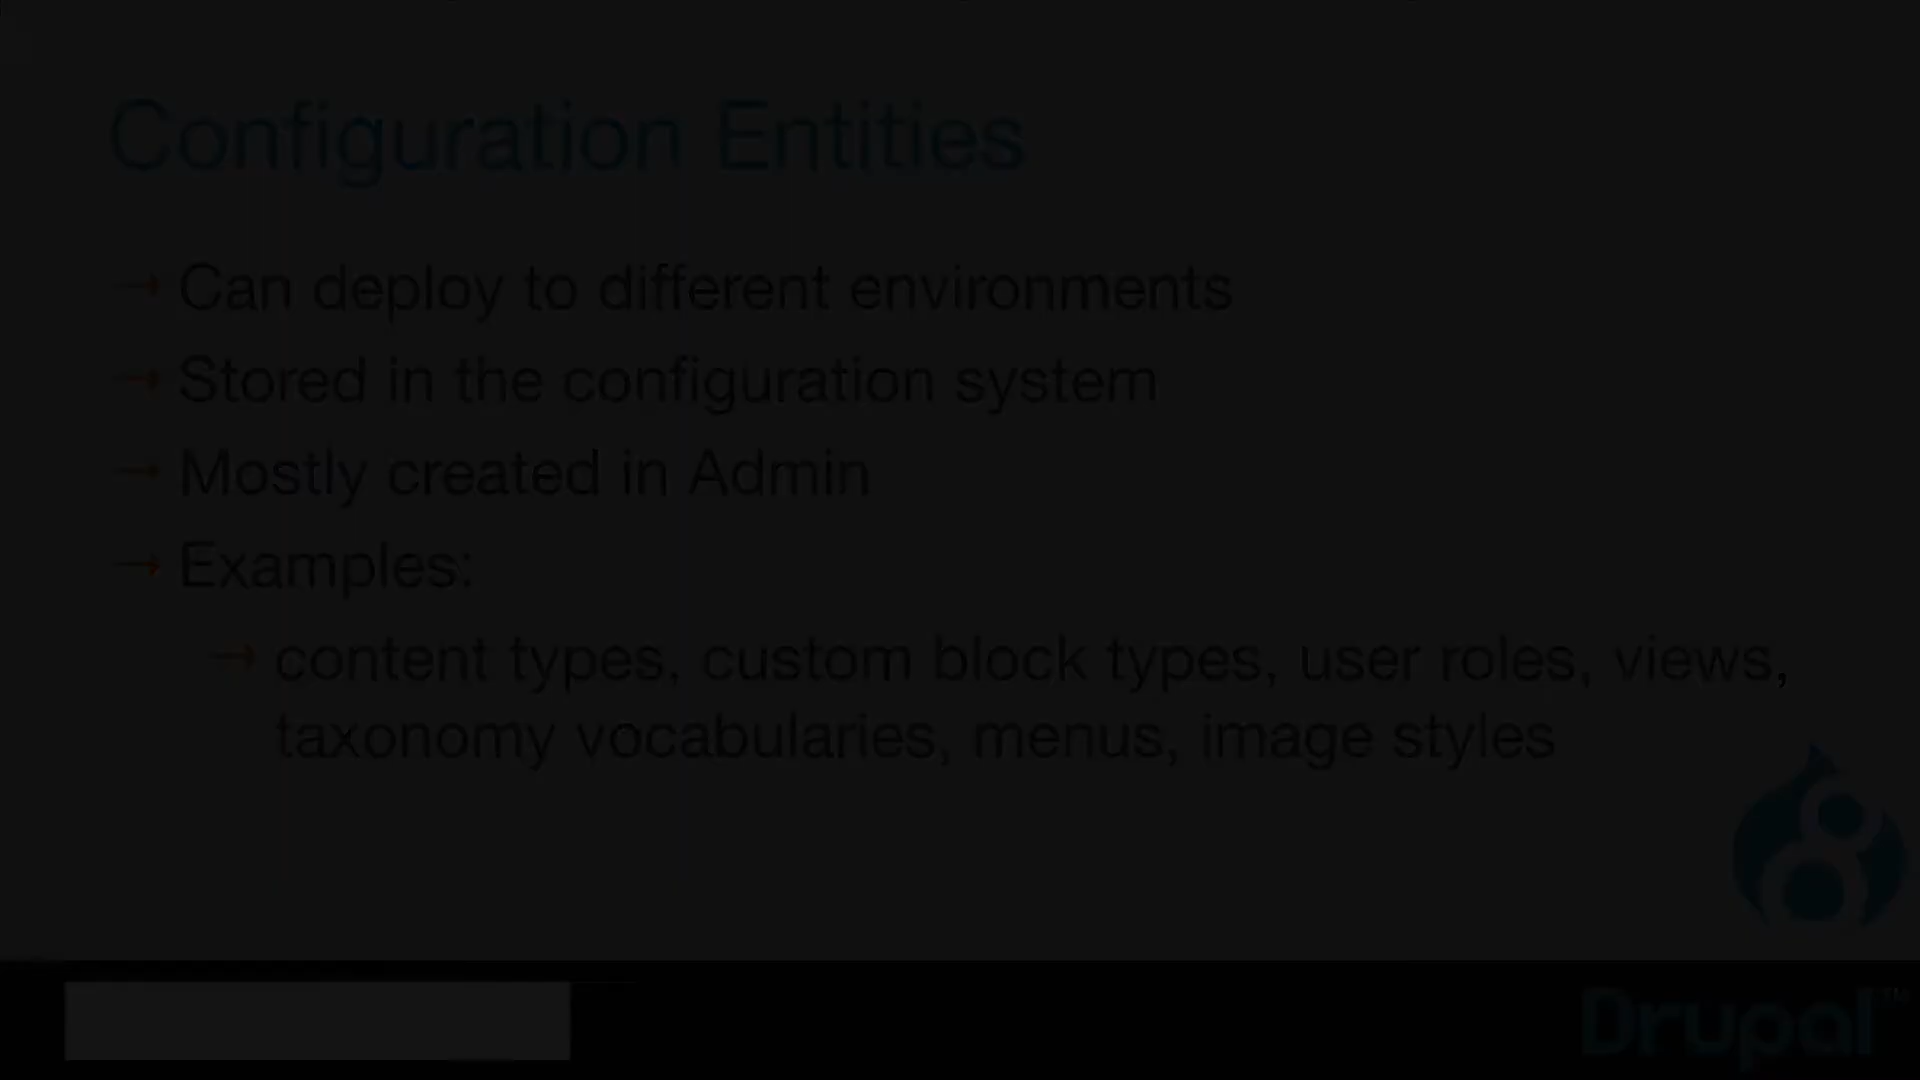 Configuration Entities
→ Can deploy to different environments
→ Stored in the configuration system
→ Mostly created in Admin
→ Examples:
→ content types, custom block types, user roles, views,
taxonomy vocabularies, menus, image styles
Drupal™